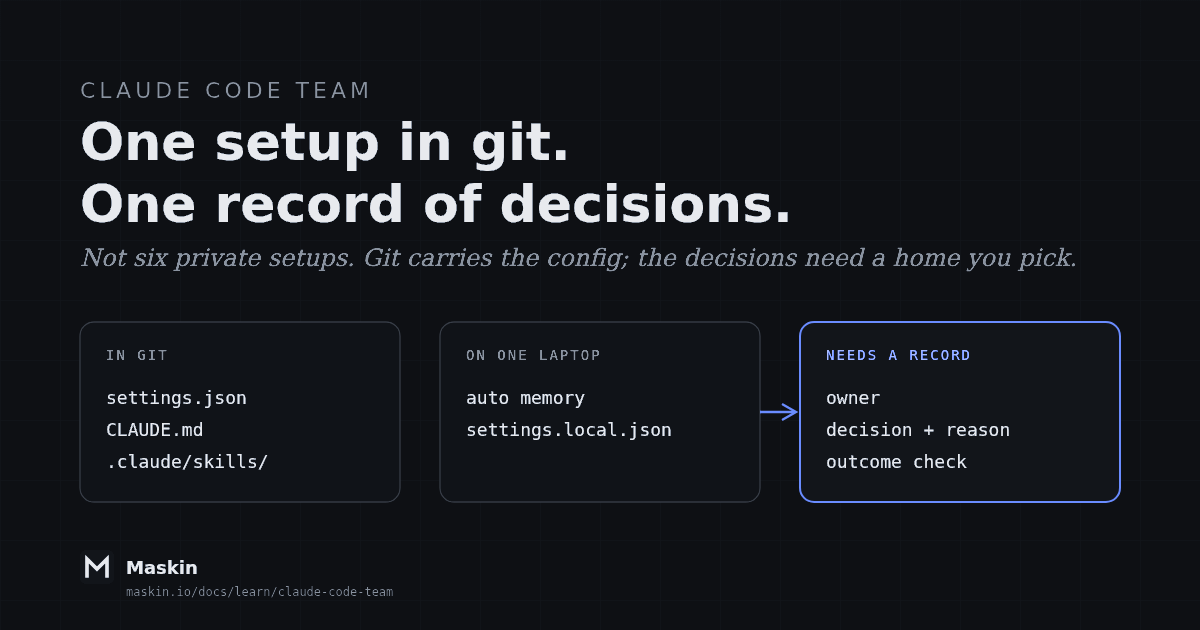 CLAUDE CODE TEAM
One setup in git.
One record of decisions.
Not six private setups. Git carries the config; the decisions need a home you pick.
IN GIT
settings.json
CLAUDE.md
.claude/skills/
ON ONE LAPTOP
auto memory
settings.local.json
NEEDS A RECORD
owner
decision + reason
outcome check
Maskin
maskin.io/docs/learn/claude-code-team